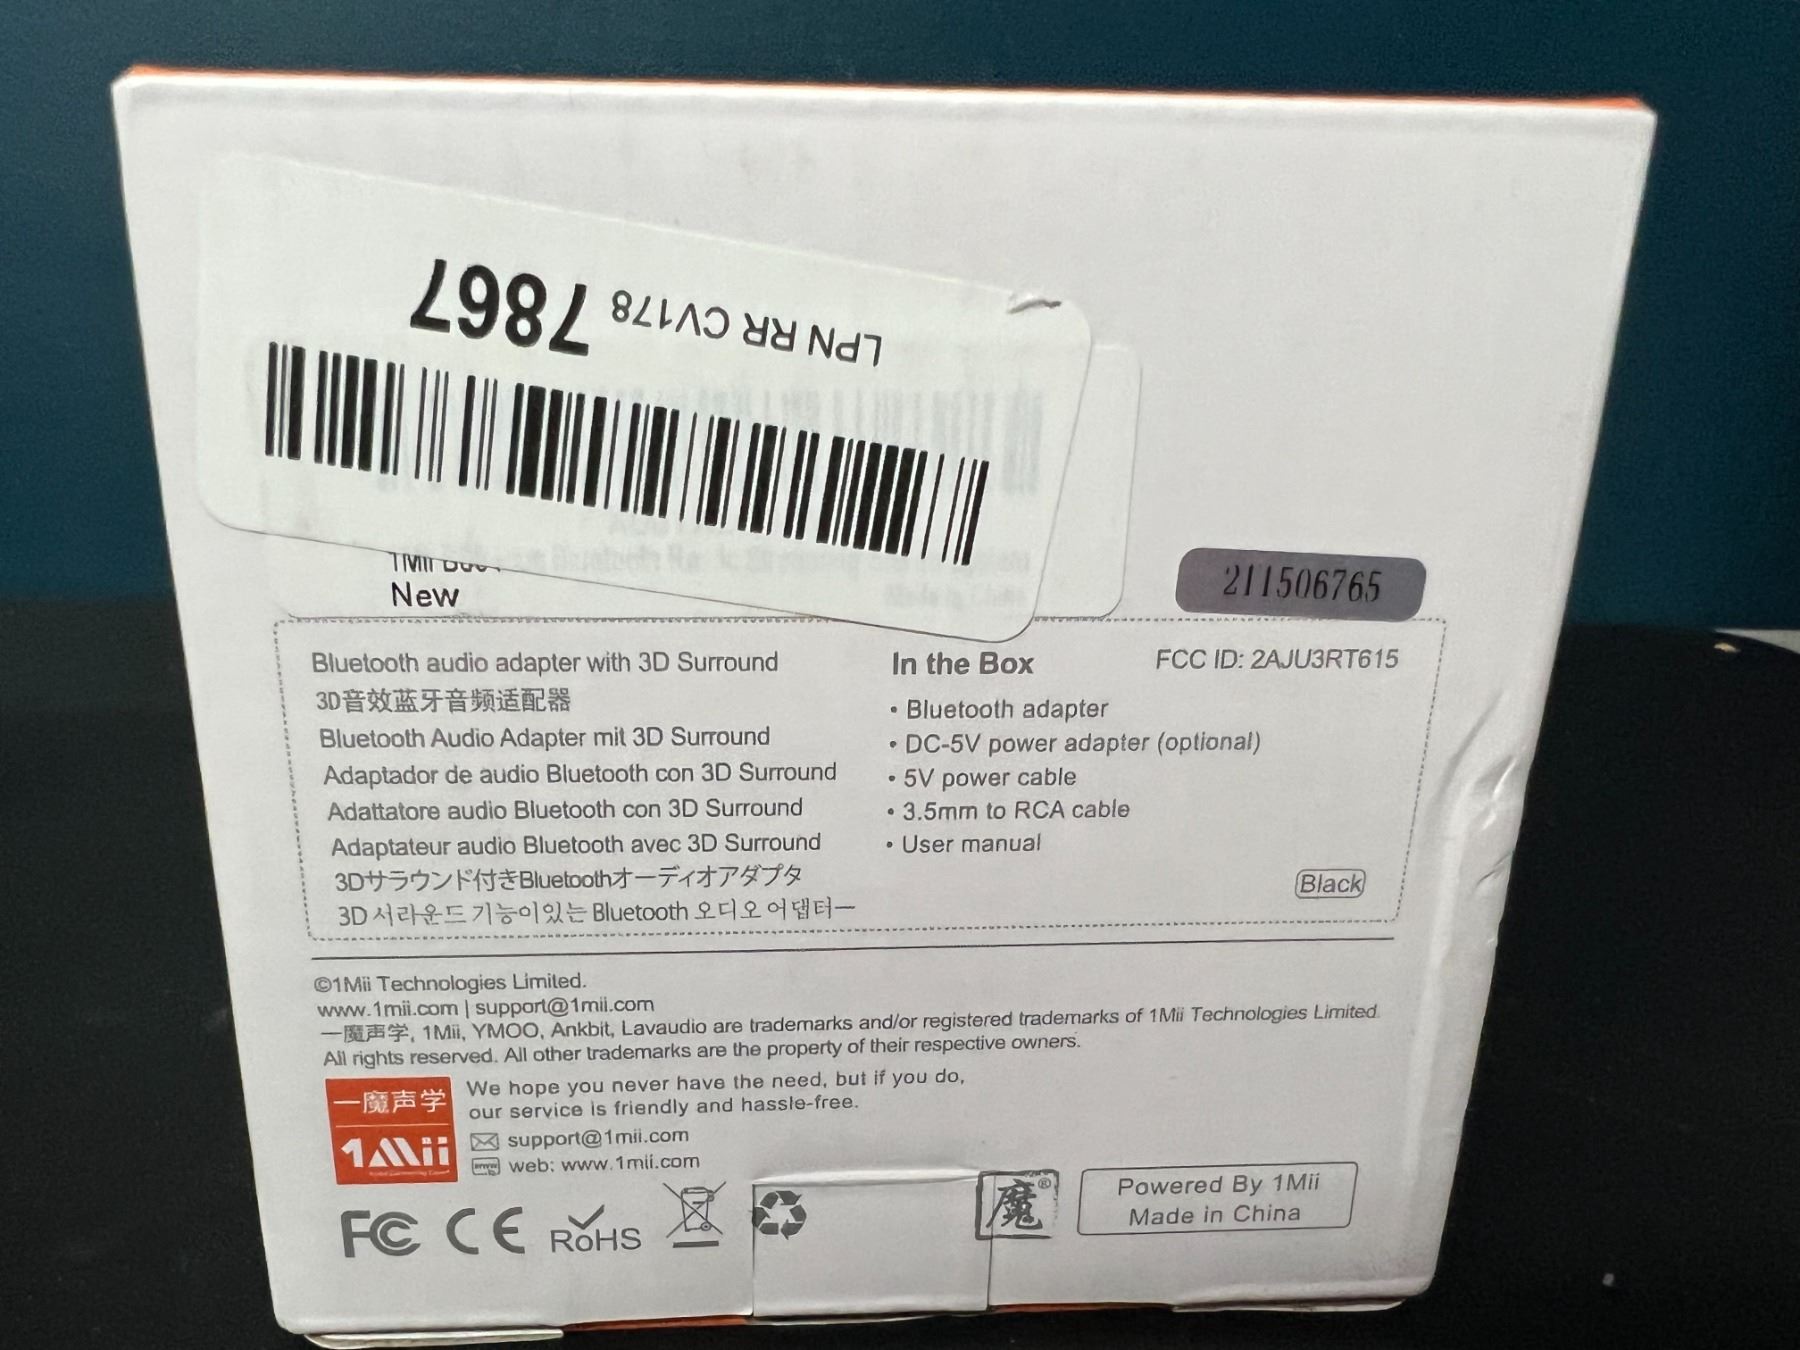 LPN RR CV178 7867
1Mii
New
211506765
Bluetooth audio adapter with 3D Surround
3D音效蓝牙音频适配器
Bluetooth Audio Adapter mit 3D Surround
Adaptador de audio Bluetooth con 3D Surround
Adattatore audio Bluetooth con 3D Surround
Adaptateur audio Bluetooth avec 3D Surround
3Dサラウンド付きBluetoothオーディオアダプタ
3D 서라운드 기능이있는 Bluetooth 오디오 어댑터ー
In the Box
• Bluetooth adapter
• DC-5V power adapter (optional)
• 5V power cable
• 3.5mm to RCA cable
• User manual
FCC ID: 2AJU3RT615
Black
©1Mii Technologies Limited.
www.1mii.com | support@1mii.com
一魔声学, 1Mii, YMOO, Ankbit, Lavaudio are trademarks and/or registered trademarks of 1Mii Technologies Limited.
All rights reserved. All other trademarks are the property of their respective owners.
一魔声学
1Mii
We hope you never have the need, but if you do,
our service is friendly and hassle-free.
support@1mii.com
www web: www.1mii.com
FC CE RoHS
魔®
Powered By 1Mii
Made in China